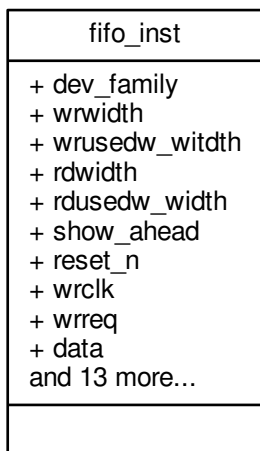 fifo_inst
+ dev_family
+ wrwidth
+ wrusedw_witdth
+ rdwidth
+ rdusedw_width
+ show_ahead
+ reset_n
+ wrclk
+ wrreq
+ data
and 13 more...